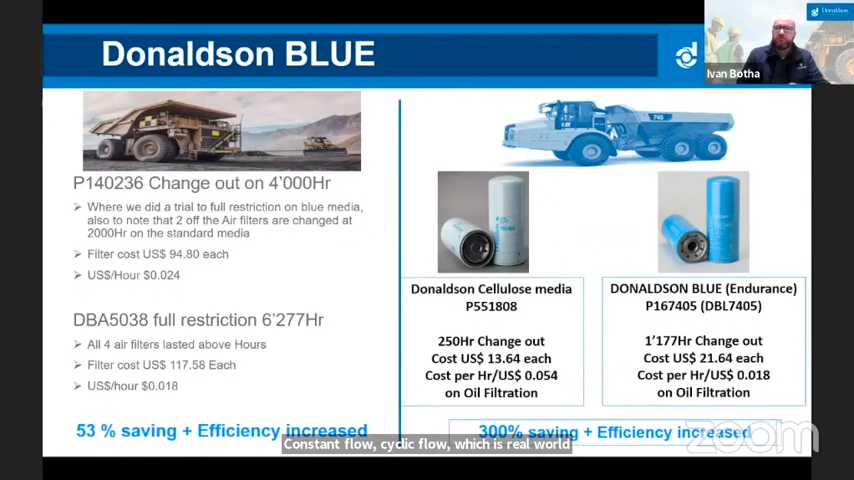 Donaldson BLUE
Donaldson
Ivan Botha
P140236 Change out on 4'000Hr
Where we did a trial to full restriction on blue media,
also to note that 2 off the Air filters are changed at
2000Hr on the standard media
Filter cost US$ 94.80 each
US$/Hour $0.024
DBA5038 full restriction 6'277Hr
All 4 air filters lasted above Hours
Filter cost US$ 117.58 Each
US$/hour $0.018
53 % saving + Efficiency increased
745
Donaldson Cellulose media
P551808
250Hr Change out
Cost US$ 13.64 each
Cost per Hr/US$ 0.054
on Oil Filtration
DONALDSON BLUE (Endurance)
P167405 (DBL7405)
1'177Hr Change out
Cost US$ 21.64 each
Cost per Hr/US$ 0.018
on Oil Filtration
300% saving + Efficiency increased
Constant flow, cyclic flow, which is real world
zoom